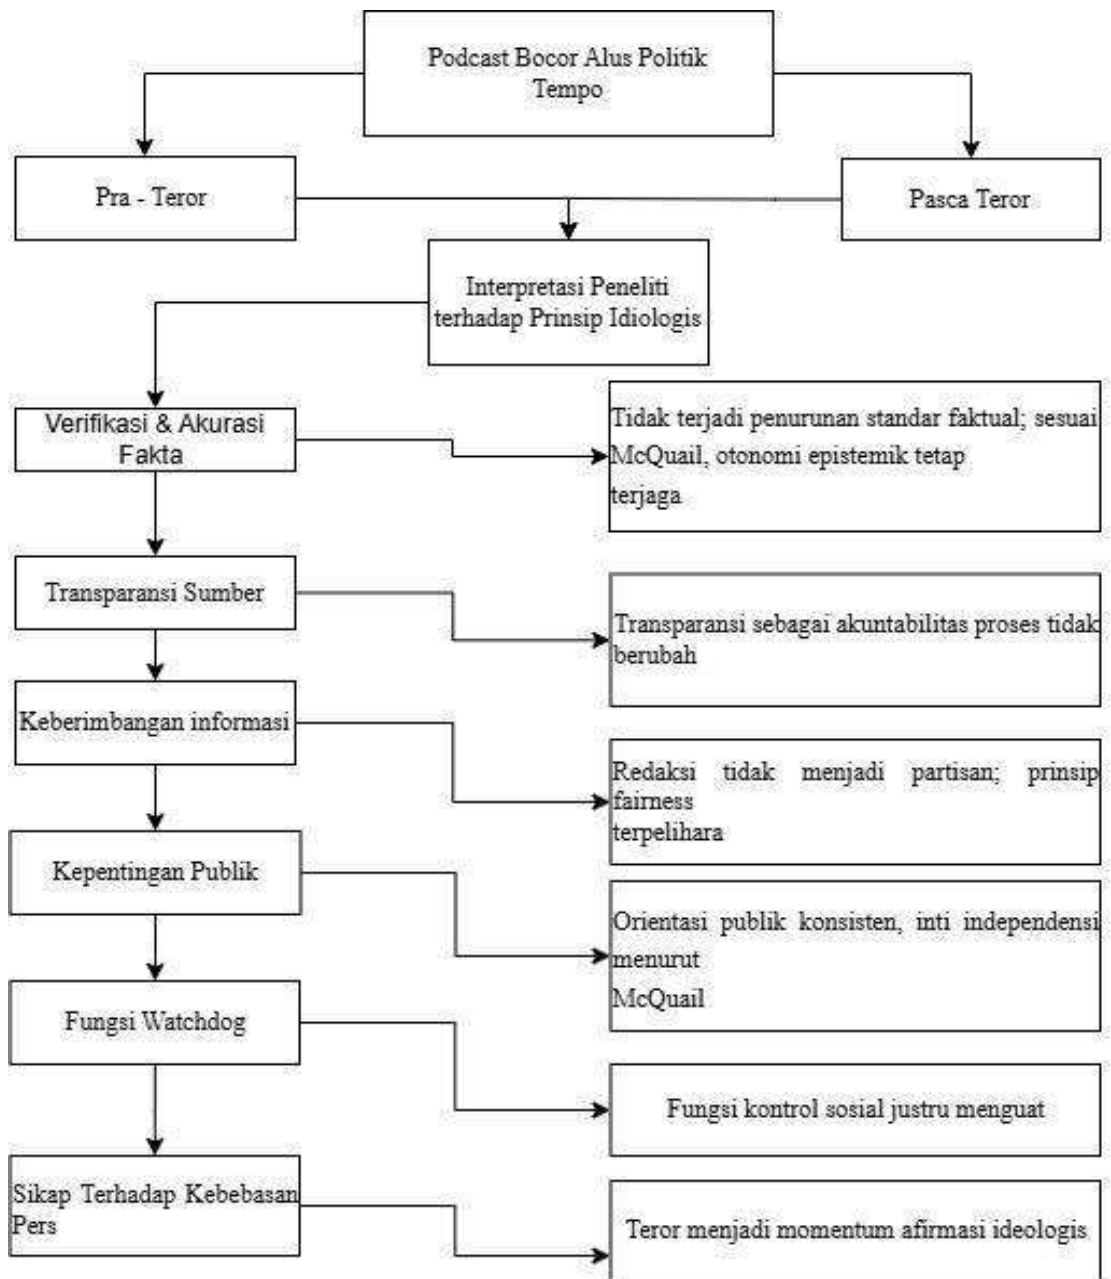 Podcast Bocor Alus Politik
Tempo
Pra - Teror
Pasca Teror
Interpretasi Peneliti
terhadap Prinsip Idiologis
Verifikasi & Akurasi
Fakta
Tidak terjadi penurunan standar faktual; sesuai
McQuail, otonomi epistemik tetap
terjaga
Transparansi Sumber
Transparansi sebagai akuntabilitas proses tidak
berubah
Keberimbangan informasi
Redaksi tidak menjadi partisan; prinsip
fairness
terpelihara
Kepentingan Publik
Orientasi publik konsisten, inti independensi
menurut
McQuail
Fungsi Watchdog
Fungsi kontrol sosial justru menguat
Sikap Terhadap Kebebasan
Pers
Teror menjadi momentum afirmasi ideologis